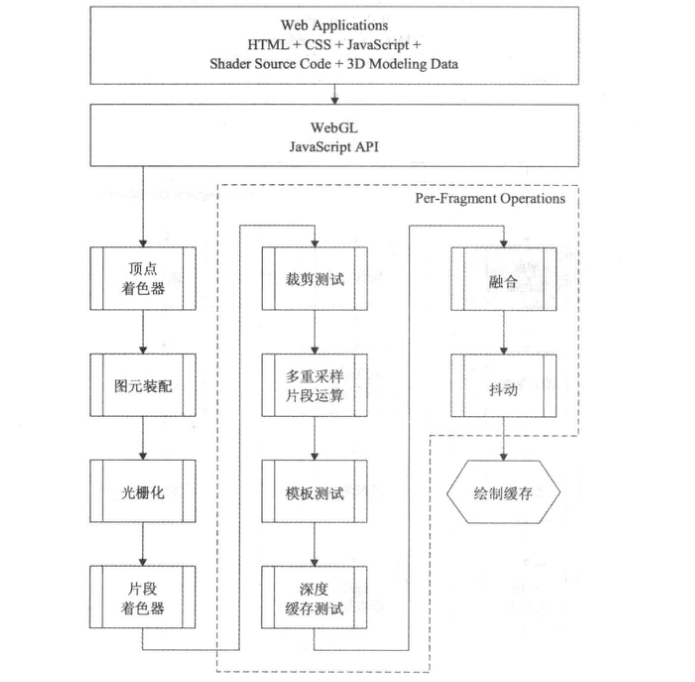 Web Applications
HTML + CSS + JavaScript +
Shader Source Code + 3D Modeling Data
WebGL
JavaScript API
Per-Fragment Operations
顶点
着色器
图元装配
光栅化
片段
着色器
裁剪测试
多重采样
片段运算
模板测试
深度
缓存测试
融合
抖动
绘制缓存